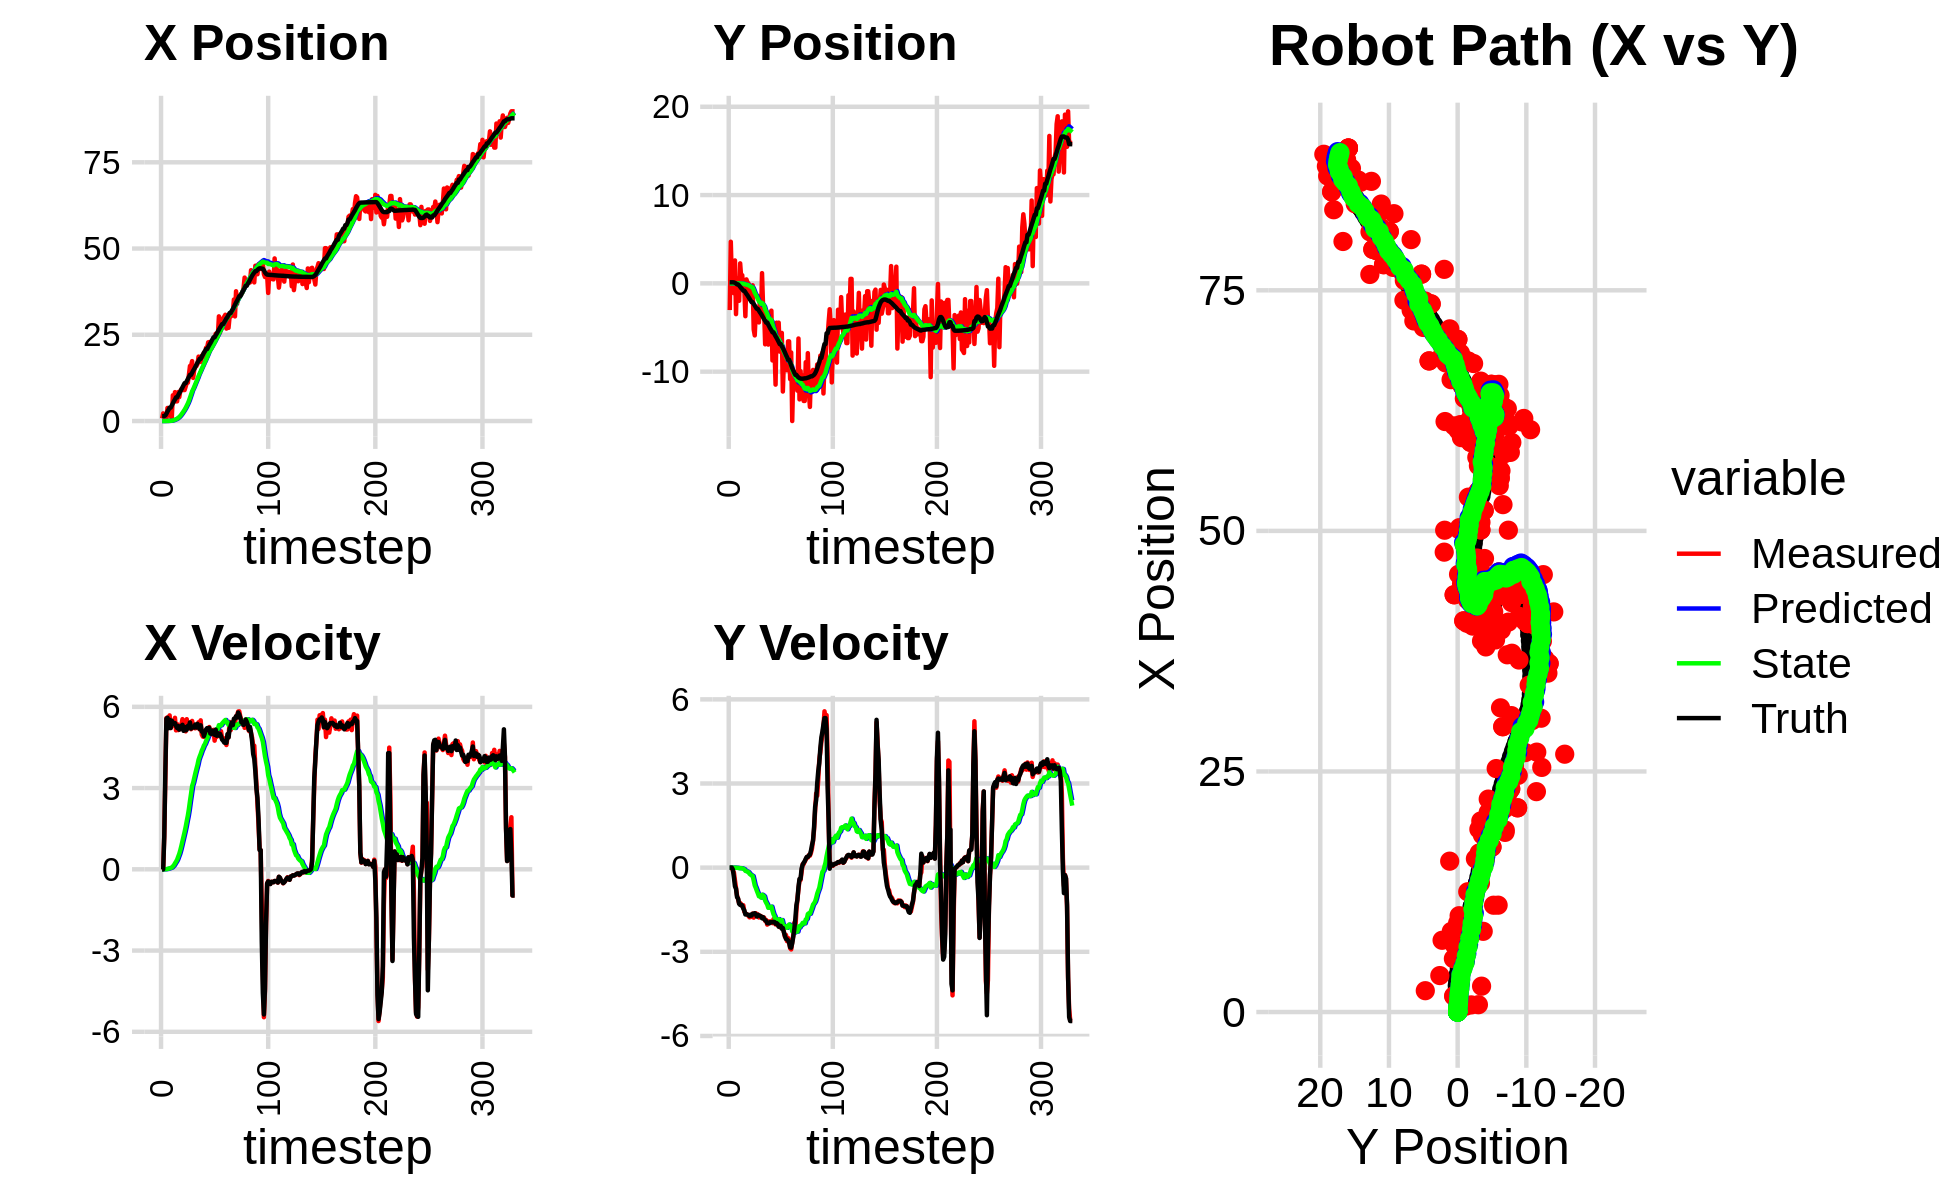 X Position
75
50
25
0
0
100
200
300
timestep
Y Position
20
10
0
-10
0
100
200
300
timestep
X Velocity
6
3
0
-3
-6
0
100
200
300
timestep
Y Velocity
6
3
0
-3
-6
0
100
200
300
timestep
Robot Path (X vs Y)
X Position
75
50
25
0
20 10 0 -10 -20
Y Position
variable
Measured
Predicted
State
Truth